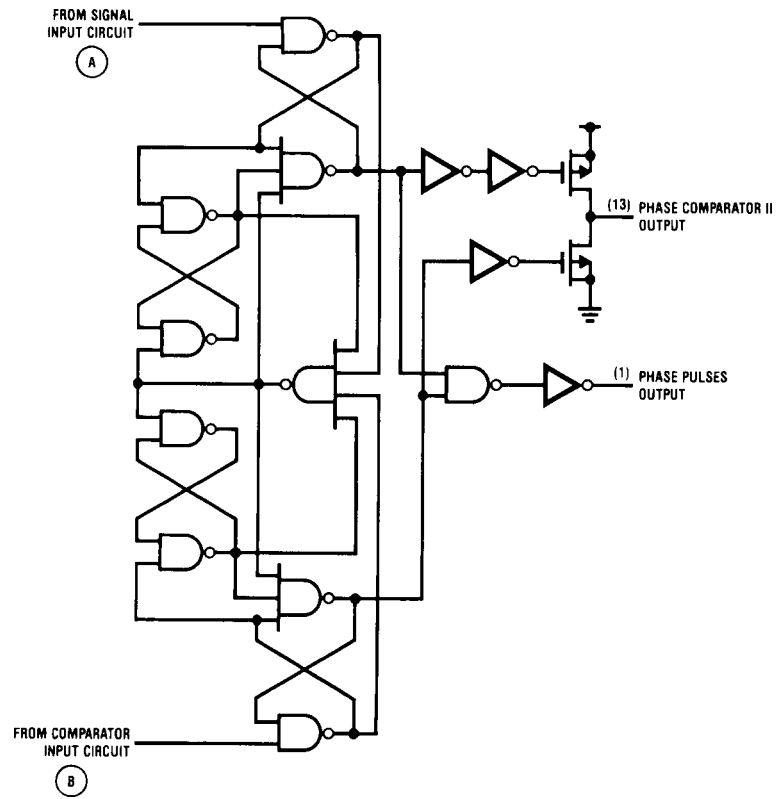 FROM SIGNAL
INPUT CIRCUIT
A
(13) PHASE COMPARATOR II
OUTPUT
(1) PHASE PULSES
OUTPUT
FROM COMPARATOR
INPUT CIRCUIT
B